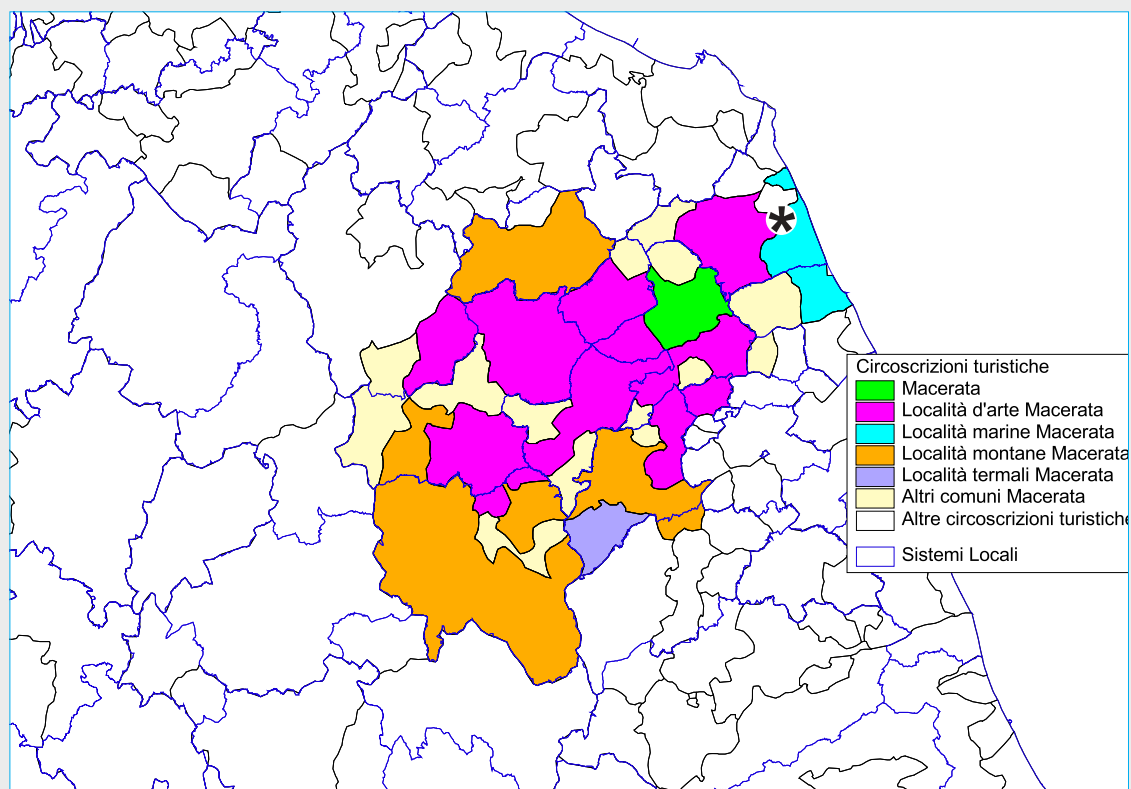 *
Circoscrizioni turistiche
Macerata
Località d'arte Macerata
Località marine Macerata
Località montane Macerata
Località termali Macerata
Altri comuni Macerata
Altre circoscrizioni turistiche
Sistemi Locali